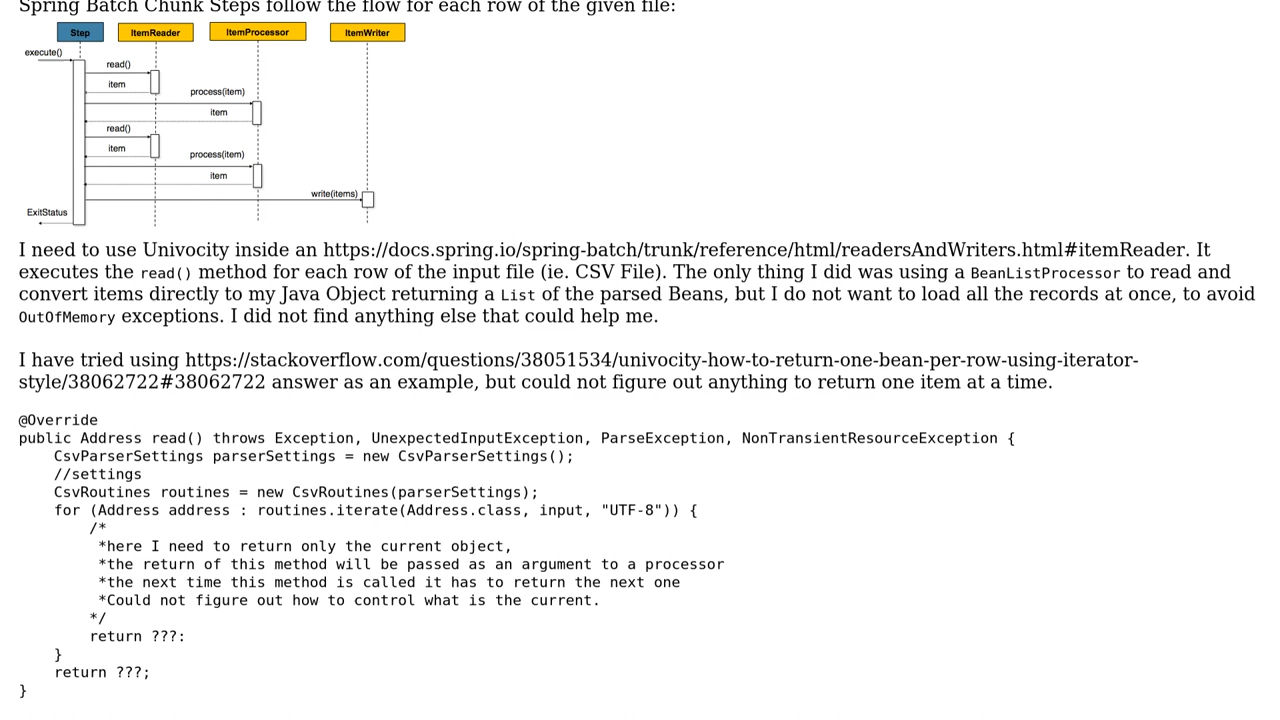 Spring Batch Chunk Steps follow the flow for each row of the given file:
Step ItemReader ItemProcessor ItemWriter
execute()
read()
item
process(item)
item
read()
item
process(item)
item
write(items)
ExitStatus
I need to use Univocity inside an https://docs.spring.io/spring-batch/trunk/reference/html/readersAndWriters.html#itemReader. It
executes the read() method for each row of the input file (ie. CSV File). The only thing I did was using a BeanListProcessor to read and
convert items directly to my Java Object returning a List of the parsed Beans, but I do not want to load all the records at once, to avoid
OutOfMemory exceptions. I did not find anything else that could help me.
I have tried using https://stackoverflow.com/questions/38051534/univocity-how-to-return-one-bean-per-row-using-iterator-
style/38062722#38062722 answer as an example, but could not figure out anything to return one item at a time.
@Override
public Address read() throws Exception, UnexpectedInputException, ParseException, NonTransientResourceException {
    CsvParserSettings parserSettings = new CsvParserSettings();
    //settings
    CsvRoutines routines = new CsvRoutines(parserSettings);
    for (Address address : routines.iterate(Address.class, input, "UTF-8")) {
        /*
         *here I need to return only the current object,
         *the return of this method will be passed as an argument to a processor
         *the next time this method is called it has to return the next one
         *Could not figure out how to control what is the current.
        */
        return ???:
    }
    return ???;
}